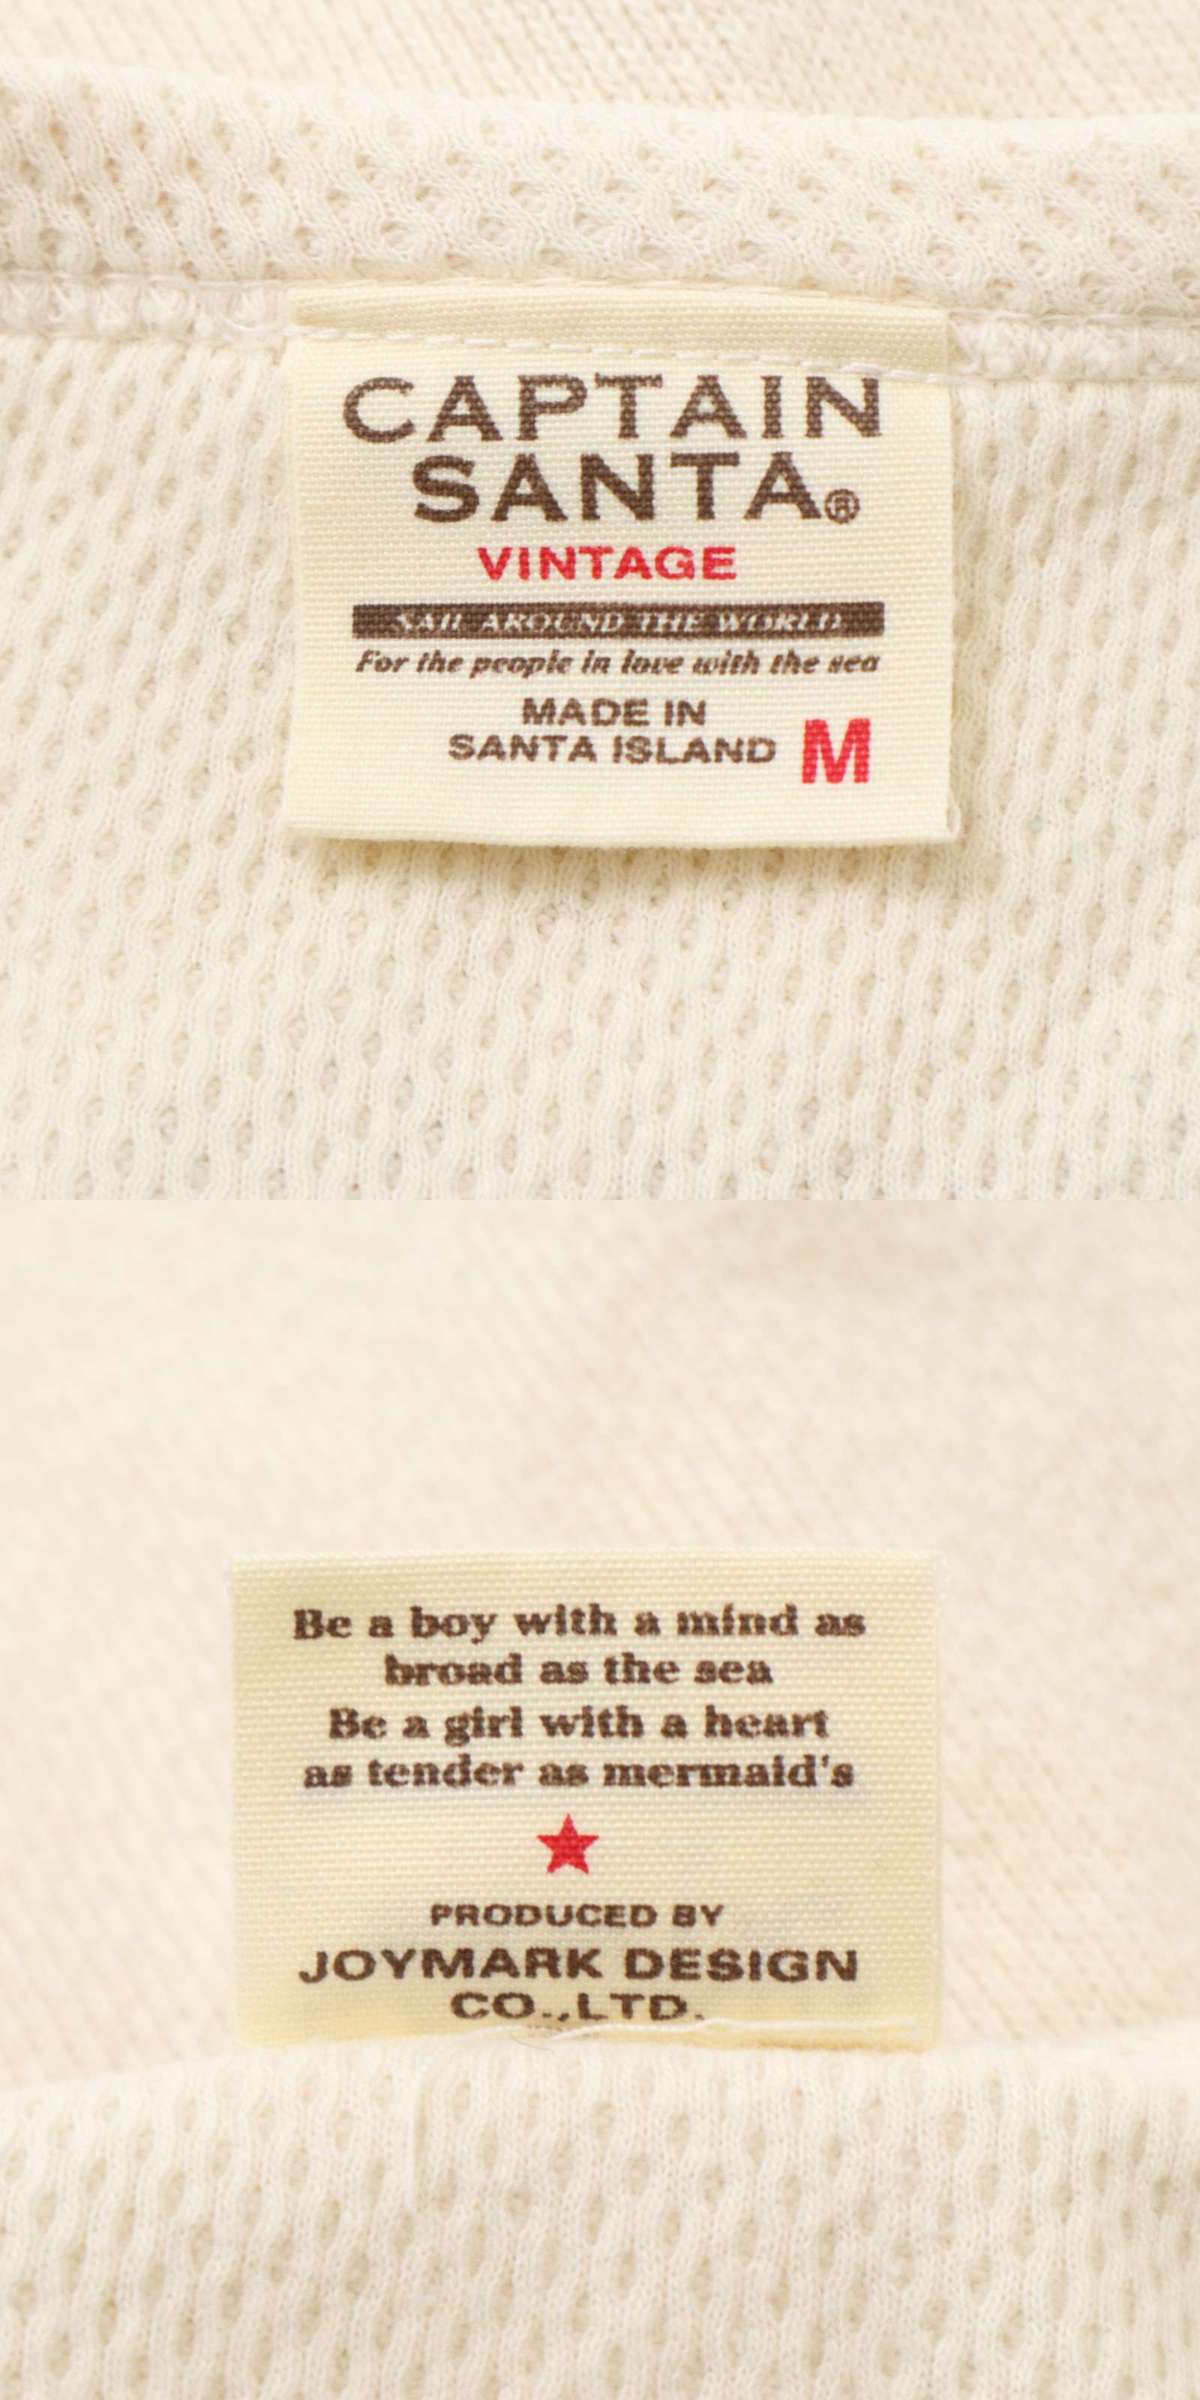 CAPTAIN
SANTA®
VINTAGE
SAIL AROUND THE WORLD
For the people in love with the sea
MADE IN
SANTA ISLAND M
Be a boy with a mind as
broad as the sea
Be a girl with a heart
as tender as mermaid's
PRODUCED BY
JOYMARK DESIGN
CO.,LTD.